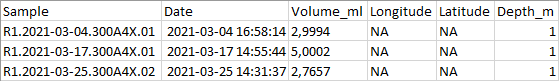 Sample Date Volume_ml Longitude Latitude Depth_m
R1.2021-03-04.300A4X.01 2021-03-04 16:58:14 2,9994 NA NA 1
R1.2021-03-17.300A4X.01 2021-03-17 14:55:44 5,0002 NA NA 1
R1.2021-03-25.300A4X.02 2021-03-25 14:31:37 2,7657 NA NA 1